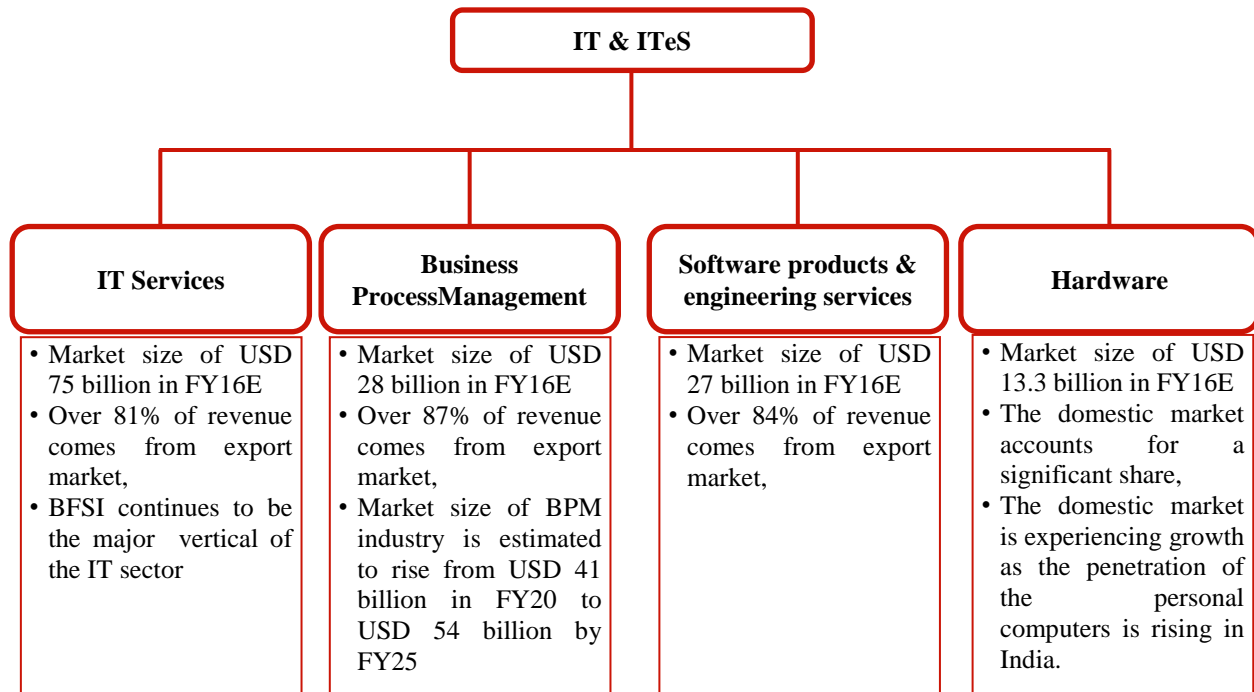 IT & ITeS
IT Services
• Market size of USD
75 billion in FY16E
• Over 81% of revenue
comes from export
market,
• BFSI continues to be
the major vertical of
the IT sector
Business
ProcessManagement
• Market size of USD
28 billion in FY16E
• Over 87% of revenue
comes from export
market,
• Market size of BPM
industry is estimated
to rise from USD 41
billion in FY20 to
USD 54 billion by
FY25
Software products &
engineering services
• Market size of USD
27 billion in FY16E
• Over 84% of revenue
comes from export
market,
Hardware
• Market size of USD
13.3 billion in FY16E
• The domestic market
accounts for a
significant share,
• The domestic market
is experiencing growth
as the penetration of
the personal
computers is rising in
India.